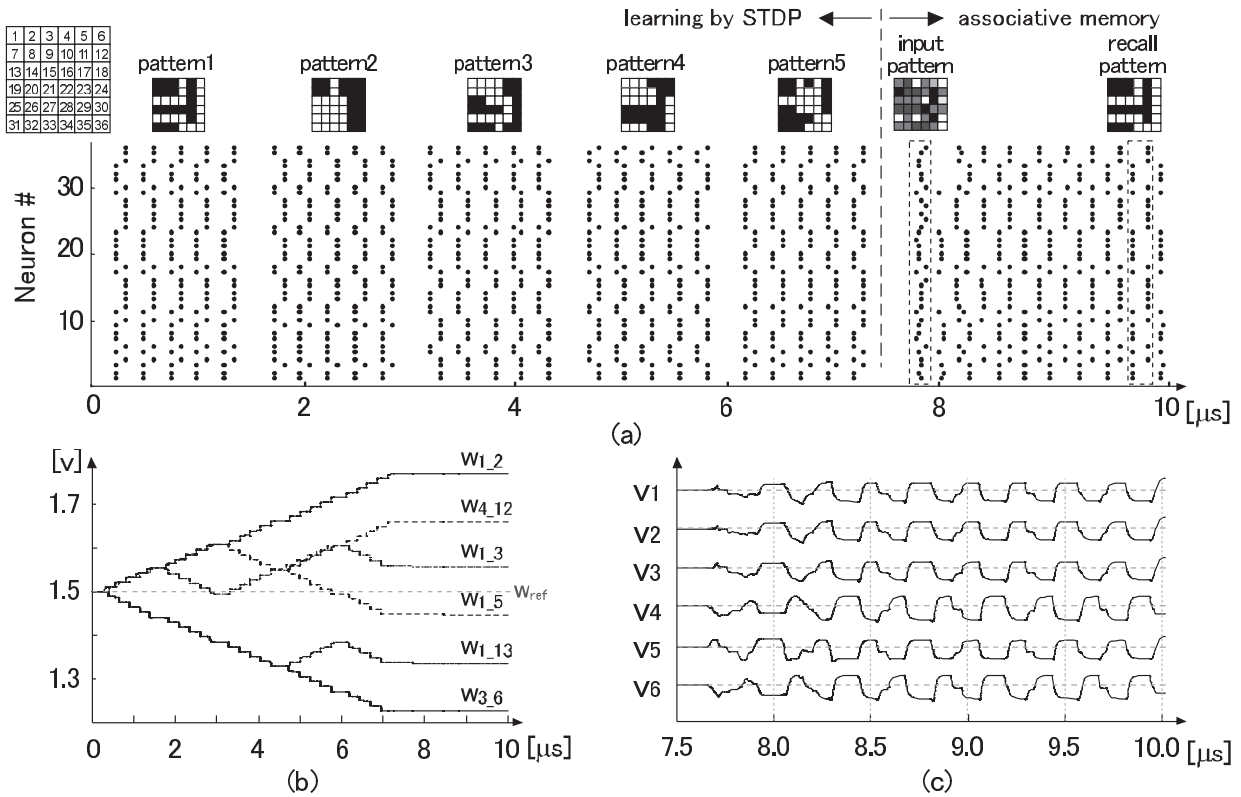 learning by STDP
associative memory
1 2 3 4 5 6
7 8 9 10 11 12
13 14 15 16 17 18
19 20 21 22 23 24
25 26 27 28 29 30
31 32 33 34 35 36
pattern1
pattern2
pattern3
pattern4
pattern5
input
pattern
recall
pattern
Neuron #
30
20
10
0 2 4 6 8 10 [μs]
(a)
[v]
1.7
1.5
1.3
W1_2
W4_12
W1_3
Wref
W1_5
W1_13
W3_6
0 2 4 6 8 10 [μs]
(b)
V1
V2
V3
V4
V5
V6
7.5 8.0 8.5 9.0 9.5 10.0 [μs]
(c)